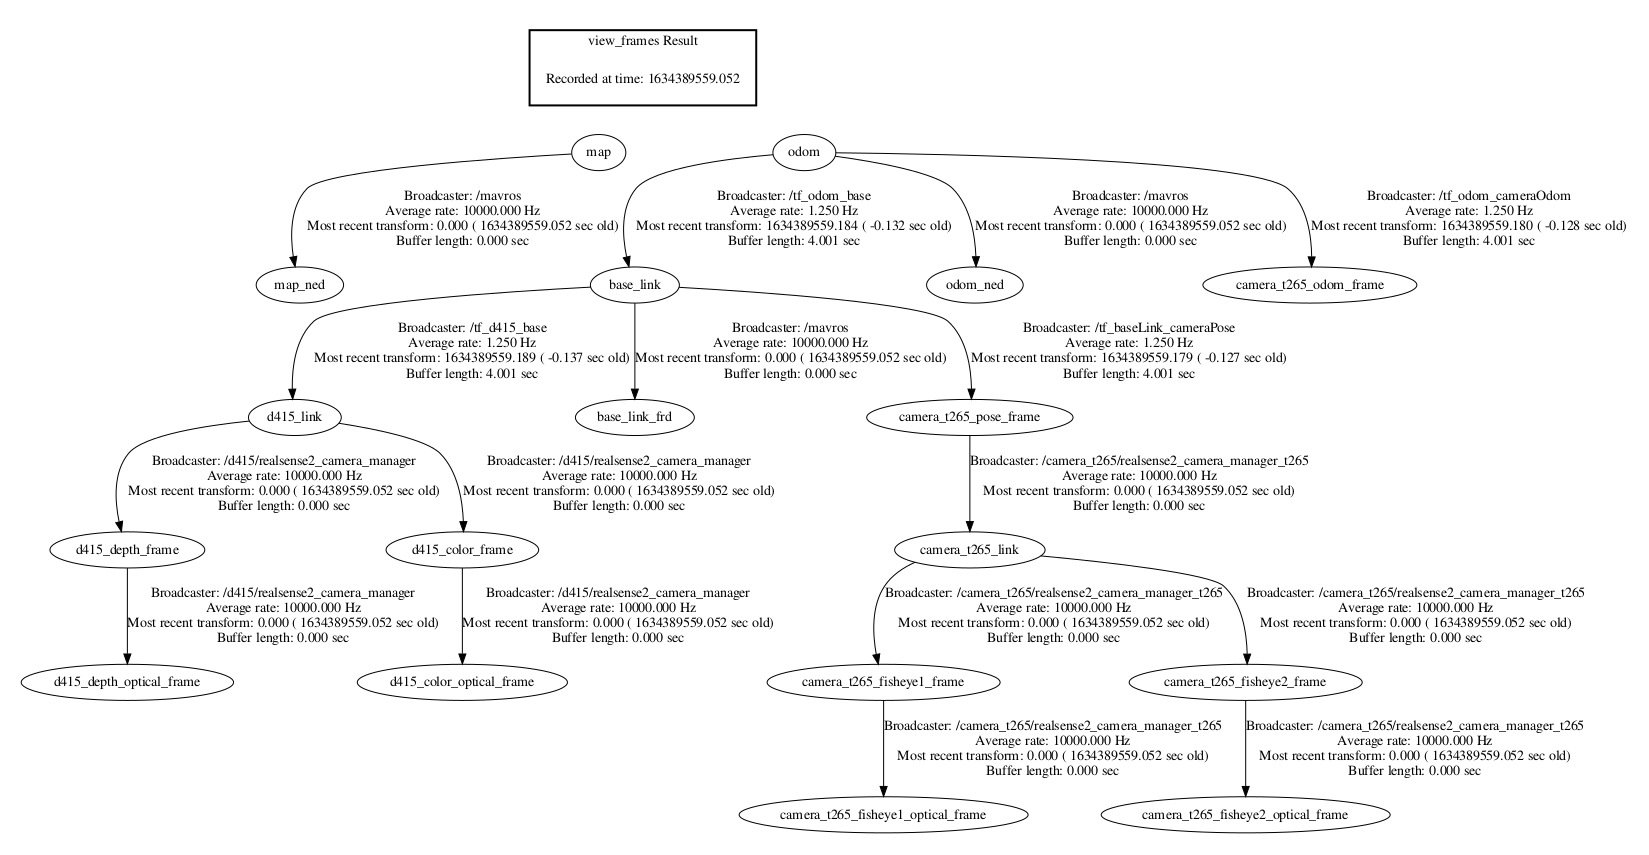 view_frames Result
Recorded at time: 1634389559.052
map
odom
Broadcaster: /mavros
Average rate: 10000.000 Hz
Most recent transform: 0.000 ( 1634389559.052 sec old)
Buffer length: 0.000 sec
Broadcaster: /tf_odom_base
Average rate: 1.250 Hz
Most recent transform: 1634389559.184 ( -0.132 sec old)
Buffer length: 4.001 sec
Broadcaster: /mavros
Average rate: 10000.000 Hz
Most recent transform: 0.000 ( 1634389559.052 sec old)
Buffer length: 0.000 sec
Broadcaster: /tf_odom_cameraOdom
Average rate: 1.250 Hz
Most recent transform: 1634389559.180 ( -0.128 sec old)
Buffer length: 4.001 sec
map_ned
base_link
odom_ned
camera_t265_odom_frame
Broadcaster: /tf_d415_base
Average rate: 1.250 Hz
Most recent transform: 1634389559.189 ( -0.137 sec old)
Buffer length: 4.001 sec
Broadcaster: /mavros
Average rate: 10000.000 Hz
Most recent transform: 0.000 ( 1634389559.052 sec old)
Buffer length: 0.000 sec
Broadcaster: /tf_baseLink_cameraPose
Average rate: 1.250 Hz
Most recent transform: 1634389559.179 ( -0.127 sec old)
Buffer length: 4.001 sec
d415_link
base_link_frd
camera_t265_pose_frame
Broadcaster: /d415/realsense2_camera_manager
Average rate: 10000.000 Hz
Most recent transform: 0.000 ( 1634389559.052 sec old)
Buffer length: 0.000 sec
Broadcaster: /d415/realsense2_camera_manager
Average rate: 10000.000 Hz
Most recent transform: 0.000 ( 1634389559.052 sec old)
Buffer length: 0.000 sec
Broadcaster: /camera_t265/realsense2_camera_manager_t265
Average rate: 10000.000 Hz
Most recent transform: 0.000 ( 1634389559.052 sec old)
Buffer length: 0.000 sec
d415_depth_frame
d415_color_frame
camera_t265_link
Broadcaster: /d415/realsense2_camera_manager
Average rate: 10000.000 Hz
Most recent transform: 0.000 ( 1634389559.052 sec old)
Buffer length: 0.000 sec
Broadcaster: /d415/realsense2_camera_manager
Average rate: 10000.000 Hz
Most recent transform: 0.000 ( 1634389559.052 sec old)
Buffer length: 0.000 sec
Broadcaster: /camera_t265/realsense2_camera_manager_t265
Average rate: 10000.000 Hz
Most recent transform: 0.000 ( 1634389559.052 sec old)
Buffer length: 0.000 sec
Broadcaster: /camera_t265/realsense2_camera_manager_t265
Average rate: 10000.000 Hz
Most recent transform: 0.000 ( 1634389559.052 sec old)
Buffer length: 0.000 sec
d415_depth_optical_frame
d415_color_optical_frame
camera_t265_fisheye1_frame
camera_t265_fisheye2_frame
Broadcaster: /camera_t265/realsense2_camera_manager_t265
Average rate: 10000.000 Hz
Most recent transform: 0.000 ( 1634389559.052 sec old)
Buffer length: 0.000 sec
Broadcaster: /camera_t265/realsense2_camera_manager_t265
Average rate: 10000.000 Hz
Most recent transform: 0.000 ( 1634389559.052 sec old)
Buffer length: 0.000 sec
camera_t265_fisheye1_optical_frame
camera_t265_fisheye2_optical_frame